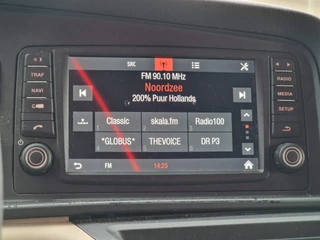 SRC
TRAF
NAVI
FM 90.10 MHz
Noordzee
200% Puur Hollands
RADIO
MEDIA
SETUP
Classic
skala.fm
Radio100
*GLOBUS*
THEVOICE
DR P3
FM
14:25